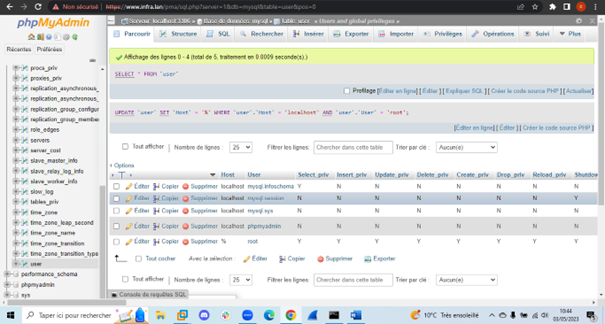 Non sécurisé | https://www.infra.lan/pma/sql.php?server=1&db=mysql&table=user&pos=0
phpMyAdmin
Récentes Préférées
procs_priv
proxies_priv
replication_asynchronous_
replication_asynchronous_
replication_group_configur
replication_group_member
role_edges
servers
server_cost
slave_master_info
slave_relay_log_info
slave_worker_info
slow_log
tables_priv
time_zone
time_zone_leap_second
time_zone_name
time_zone_transition
time_zone_transition_type
user
performance_schema
phpmyadmin
sys
Serveur: localhost:3306 » Base de données: mysql » Table: user » Users and global privileges
Parcourir Structure SQL Rechercher Insérer Exporter Importer Privilèges Opérations Suivi Plus
Affichage des lignes 0 - 4 (total de 5, traitement en 0.0009 seconde(s).)
SELECT * FROM `user`
Profilage [ Éditer en ligne ] [ Éditer ] [ Expliquer SQL ] [ Créer le code source PHP ] [ Actualiser ]
UPDATE `user` SET `Host` = '%' WHERE `user`.`Host` = 'localhost' AND `user`.`User` = 'root';
[ Éditer en ligne ] [ Éditer ] [ Créer le code source PHP ]
Tout afficher | Nombre de lignes : 25 Filtrer les lignes: Chercher dans cette table Trier par clé : Aucun(e)
+ Options
Host User Select_priv Insert_priv Update_priv Delete_priv Create_priv Drop_priv Reload_priv Shutdow
Éditer Copier Supprimer localhost mysql.infoschema Y N N N N N N N
Éditer Copier Supprimer localhost mysql.session N N N N N N N Y
Éditer Copier Supprimer localhost mysql.sys N N N N N N N N
Éditer Copier Supprimer localhost phpmyadmin N N N N N N N N
Éditer Copier Supprimer % root Y Y Y Y Y Y Y Y
Tout cocher Avec la sélection : Éditer Copier Supprimer Exporter
Tout afficher | Nombre de lignes : 25 Filtrer les lignes: Chercher dans cette table Trier par clé : Aucun(e)
Console de requêtes SQL
Taper ici pour rechercher
10°C Très ensoleillé
10:44
03/05/2023